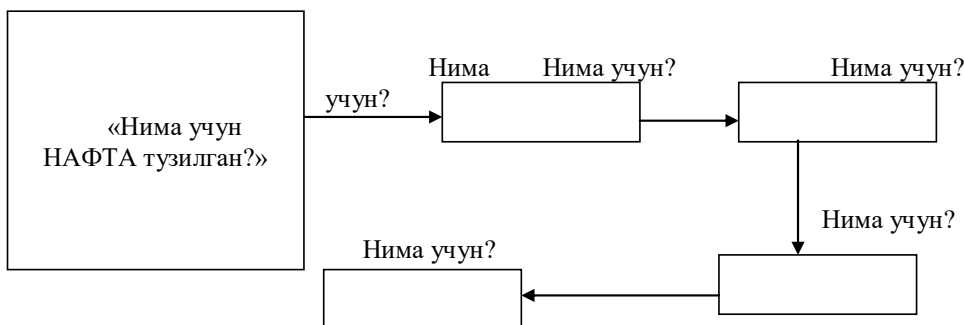 Нима Нима учун? Нима учун?
учун?
«Нима учун
НАФТА тузилган?»
Нима учун?
Нима учун?